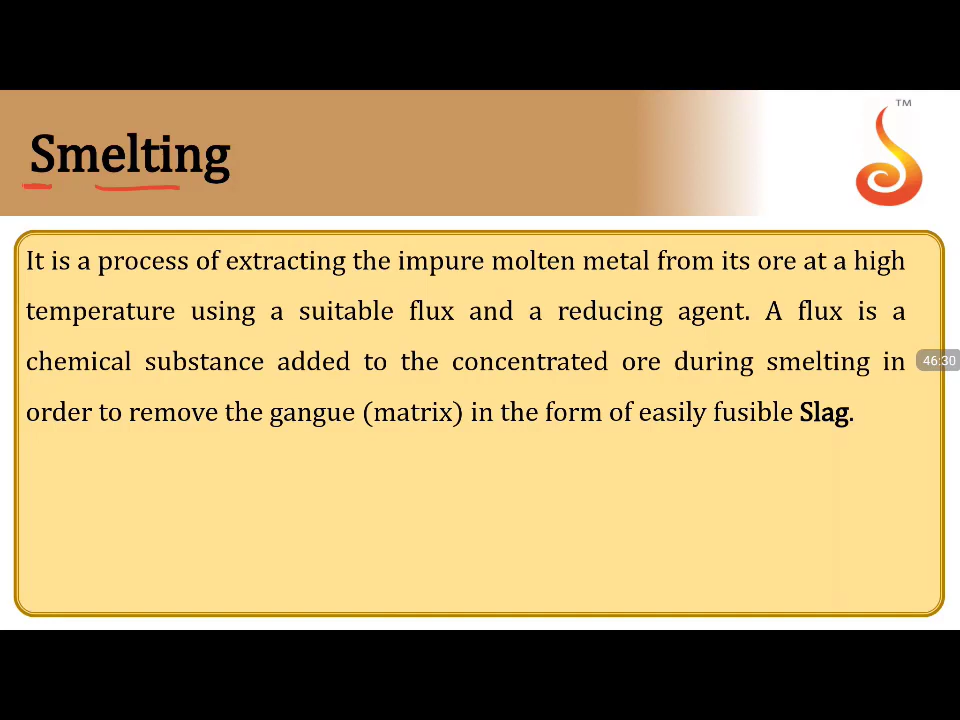 TM
Smelting
It is a process of extracting the impure molten metal from its ore at a high
temperature using a suitable flux and a reducing agent. A flux is a
chemical substance added to the concentrated ore during smelting in
46:30
order to remove the gangue (matrix) in the form of easily fusible Slag.